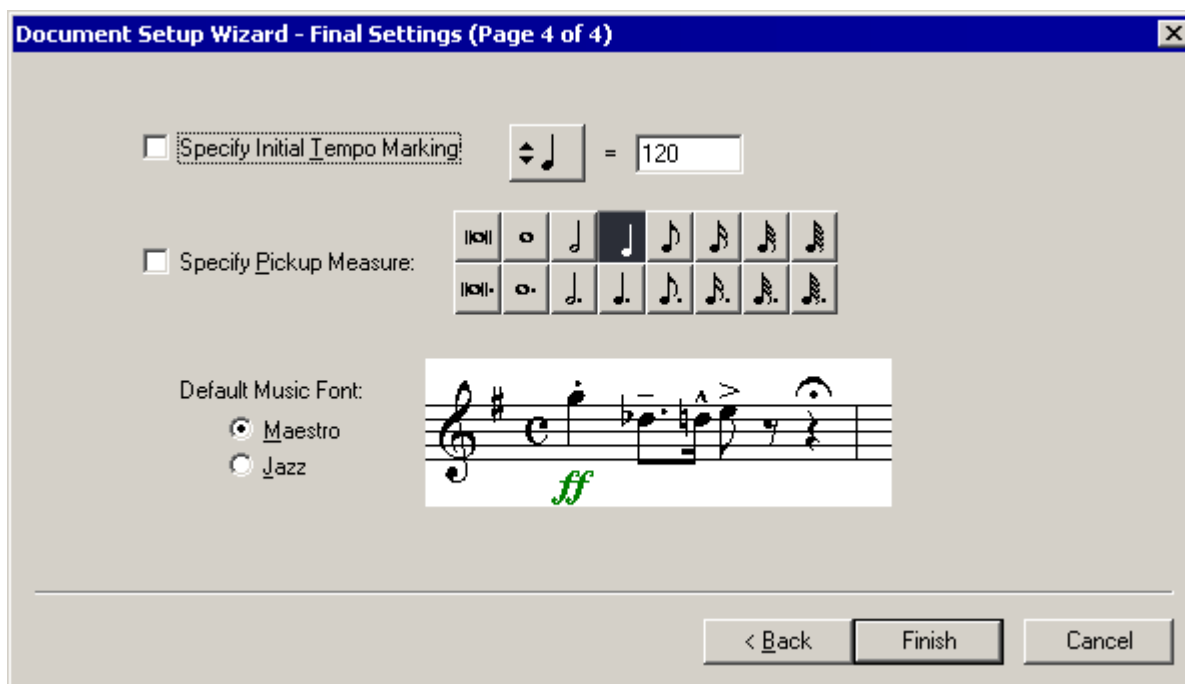 Document Setup Wizard - Final Settings (Page 4 of 4)
Specify Initial Tempo Marking = 120
Specify Pickup Measure:
Default Music Font:
Maestro
Jazz
ff
< Back Finish Cancel